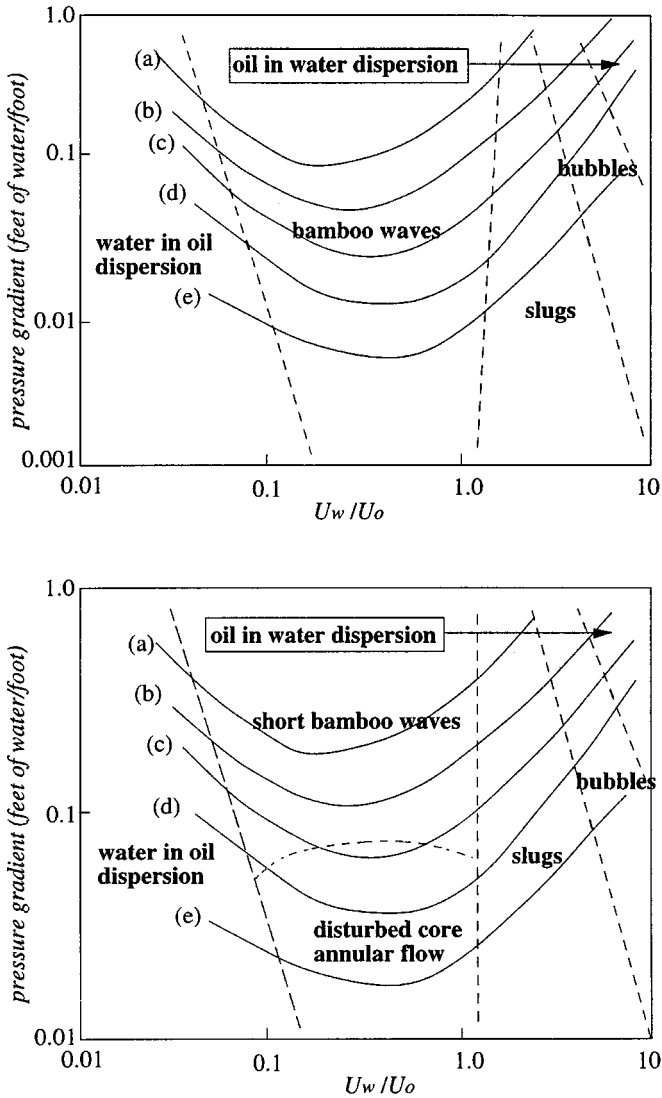 1.0
(a)
oil in water dispersion
(b)
0.1
(c)
bubbles
(d)
bamboo waves
water in oil
dispersion
(e)
slugs
0.01
0.001
0.01
0.1
1.0
10
Uw/Uo
pressure gradient (feet of water/foot)
1.0
oil in water dispersion
(a)
(b)
short bamboo waves
(c)
bubbles
0.1
(d)
water in oil
dispersion
slugs
(e)
disturbed core
annular flow
0.01
0.01
0.1
1.0
10
Uw/Uo
pressure gradient (feet of water/foot)